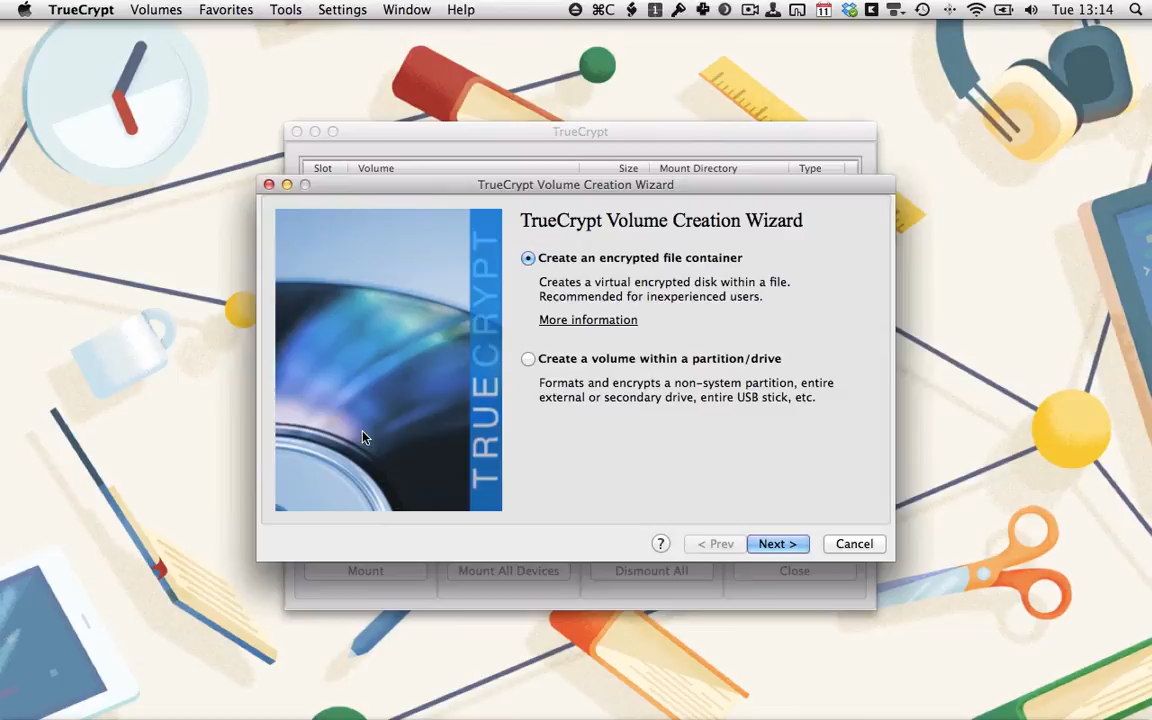 TrueCrypt Volumes Favorites Tools Settings Window Help ⌘C 1 11 Tue 13:14
TrueCrypt
Slot Volume Size Mount Directory Type
TrueCrypt Volume Creation Wizard
TRUECRYPT
TrueCrypt Volume Creation Wizard
Create an encrypted file container
Creates a virtual encrypted disk within a file.
Recommended for inexperienced users.
More information
Create a volume within a partition/drive
Formats and encrypts a non-system partition, entire
external or secondary drive, entire USB stick, etc.
? < Prev Next > Cancel
Mount Mount All Devices Dismount All Close